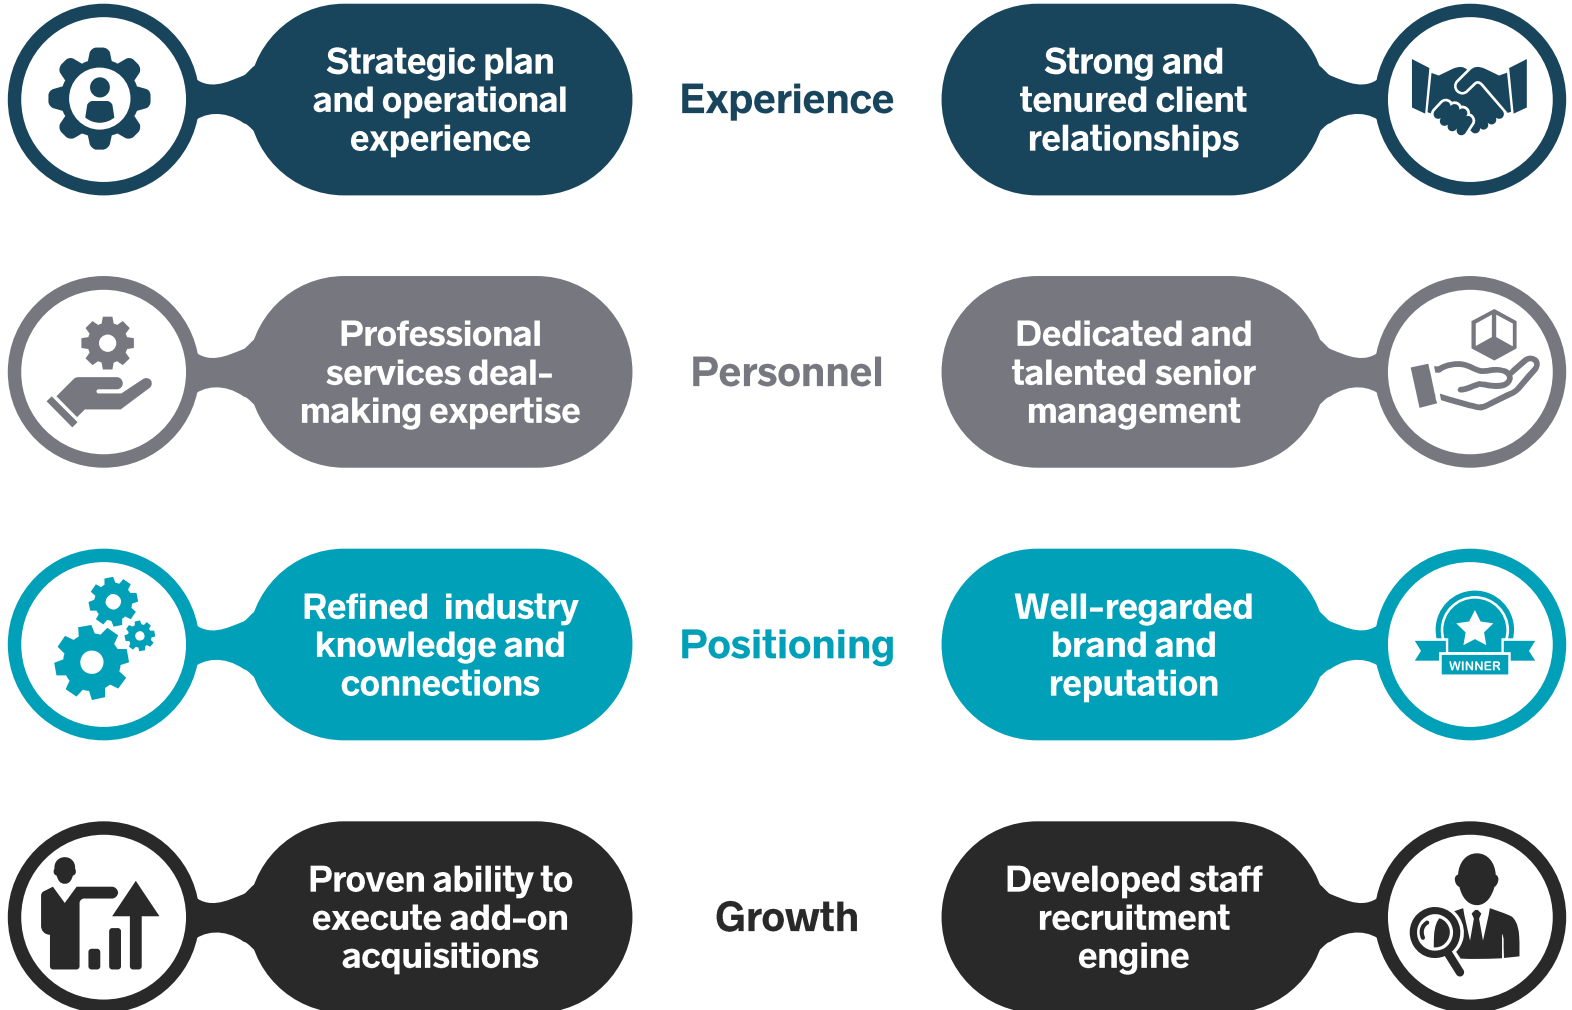 Strategic plan
and operational
experience
Experience
Strong and
tenured client
relationships
Professional
services deal-
making expertise
Personnel
Dedicated and
talented senior
management
Refined  industry
knowledge and
connections
Positioning
Well-regarded
brand and
reputation
WINNER
Proven ability to
execute add-on
acquisitions
Growth
Developed staff
recruitment
engine